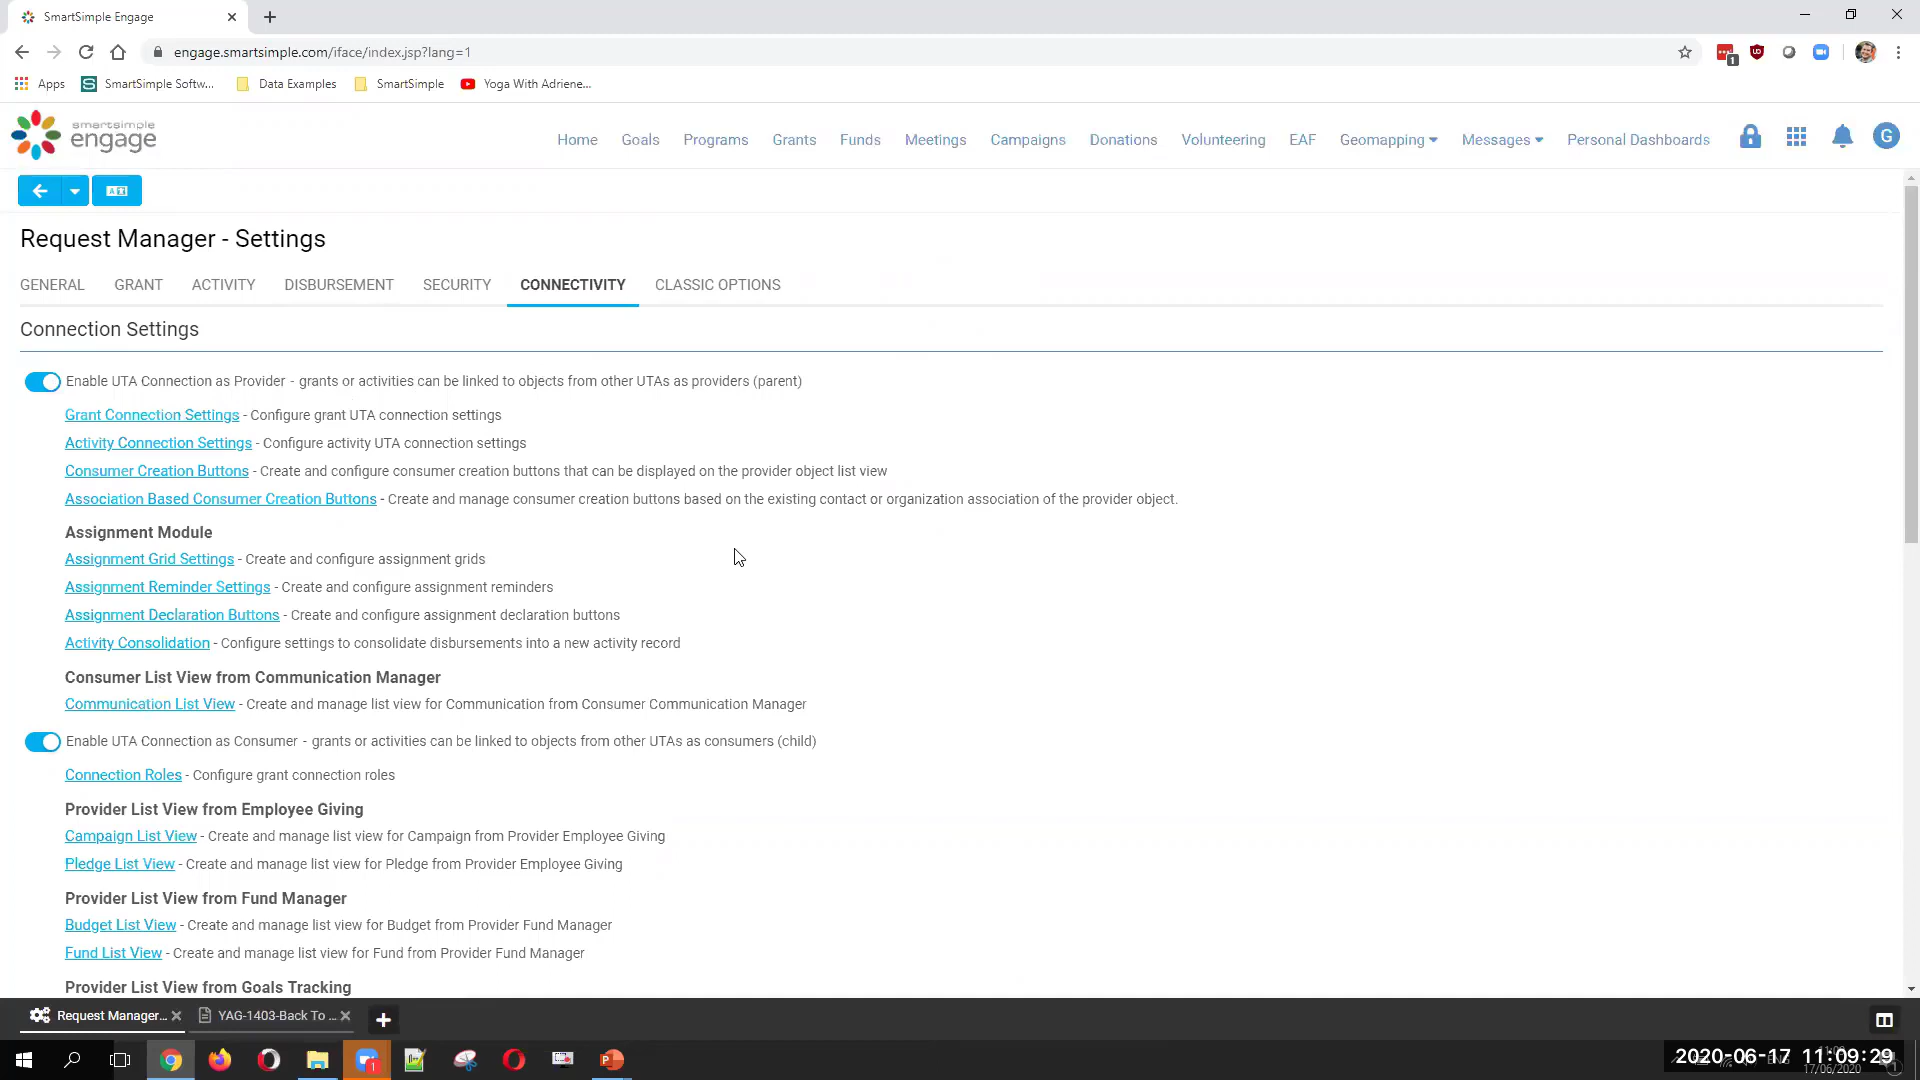 SmartSimple Engage
engage.smartsimple.com/iface/index.jsp?lang=1
1
Apps
SmartSimple Softw...
Data Examples
SmartSimple
Yoga With Adriene...
smartsimple
engage
Home
Goals
Programs
Grants
Funds
Meetings
Campaigns
Donations
Volunteering
EAF
Geomapping
Messages
Personal Dashboards
G
Request Manager - Settings
GENERAL
GRANT
ACTIVITY
DISBURSEMENT
SECURITY
CONNECTIVITY
CLASSIC OPTIONS
Connection Settings
Enable UTA Connection as Provider - grants or activities can be linked to objects from other UTAs as providers (parent)
Grant Connection Settings - Configure grant UTA connection settings
Activity Connection Settings - Configure activity UTA connection settings
Consumer Creation Buttons - Create and configure consumer creation buttons that can be displayed on the provider object list view
Association Based Consumer Creation Buttons - Create and manage consumer creation buttons based on the existing contact or organization association of the provider object.
Assignment Module
Assignment Grid Settings - Create and configure assignment grids
Assignment Reminder Settings - Create and configure assignment reminders
Assignment Declaration Buttons - Create and configure assignment declaration buttons
Activity Consolidation - Configure settings to consolidate disbursements into a new activity record
Consumer List View from Communication Manager
Communication List View - Create and manage list view for Communication from Consumer Communication Manager
Enable UTA Connection as Consumer - grants or activities can be linked to objects from other UTAs as consumers (child)
Connection Roles - Configure grant connection roles
Provider List View from Employee Giving
Campaign List View - Create and manage list view for Campaign from Provider Employee Giving
Pledge List View - Create and manage list view for Pledge from Provider Employee Giving
Provider List View from Fund Manager
Budget List View - Create and manage list view for Budget from Provider Fund Manager
Fund List View - Create and manage list view for Fund from Provider Fund Manager
Provider List View from Goals Tracking
Request Manager...
YAG-1403-Back To ...
1
2020-06-17 11:09:29
17/06/2020